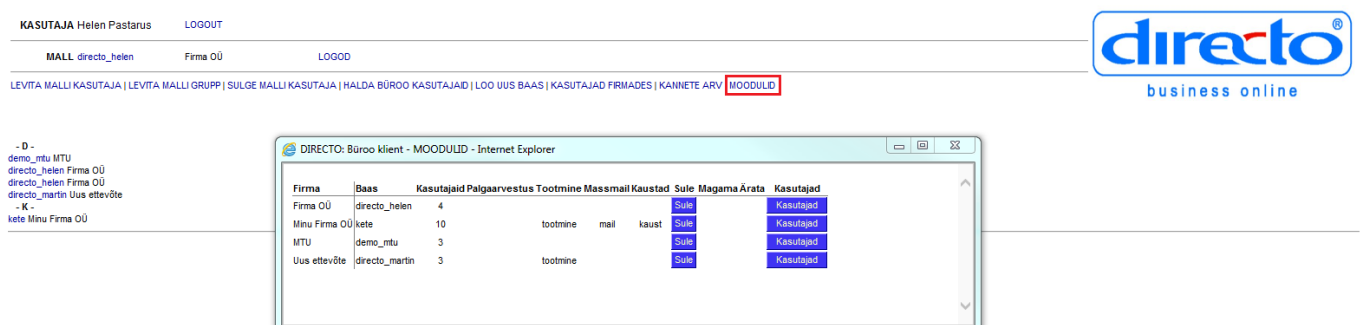 KASUTAJA Helen Pastarus LOGOUT
MALL directo_helen Firma OÜ LOGOD
LEVITA MALLI KASUTAJA | LEVITA MALLI GRUPP | SULGE MALLI KASUTAJA | HALDA BÜROO KASUTAJAID | LOO UUS BAAS | KASUTAJAD FIRMADES | KANNETE ARV MOODULID
directo®
business online
- D -
demo_mtu MTU
directo_helen Firma OÜ
directo_helen Firma OÜ
directo_martin Uus ettevõte
- K -
kete Minu Firma OÜ
DIRECTO: Büroo klient - MOODULID - Internet Explorer
Firma Baas Kasutajaid Palgaarvestus Tootmine Massmail Kaustad Sule Magama Ärata Kasutajad
Firma OÜ directo_helen 4 Sule Kasutajad
Minu Firma OÜ kete 10 tootmine mail kaust Sule Kasutajad
MTU demo_mtu 3 Sule Kasutajad
Uus ettevõte directo_martin 3 tootmine Sule Kasutajad